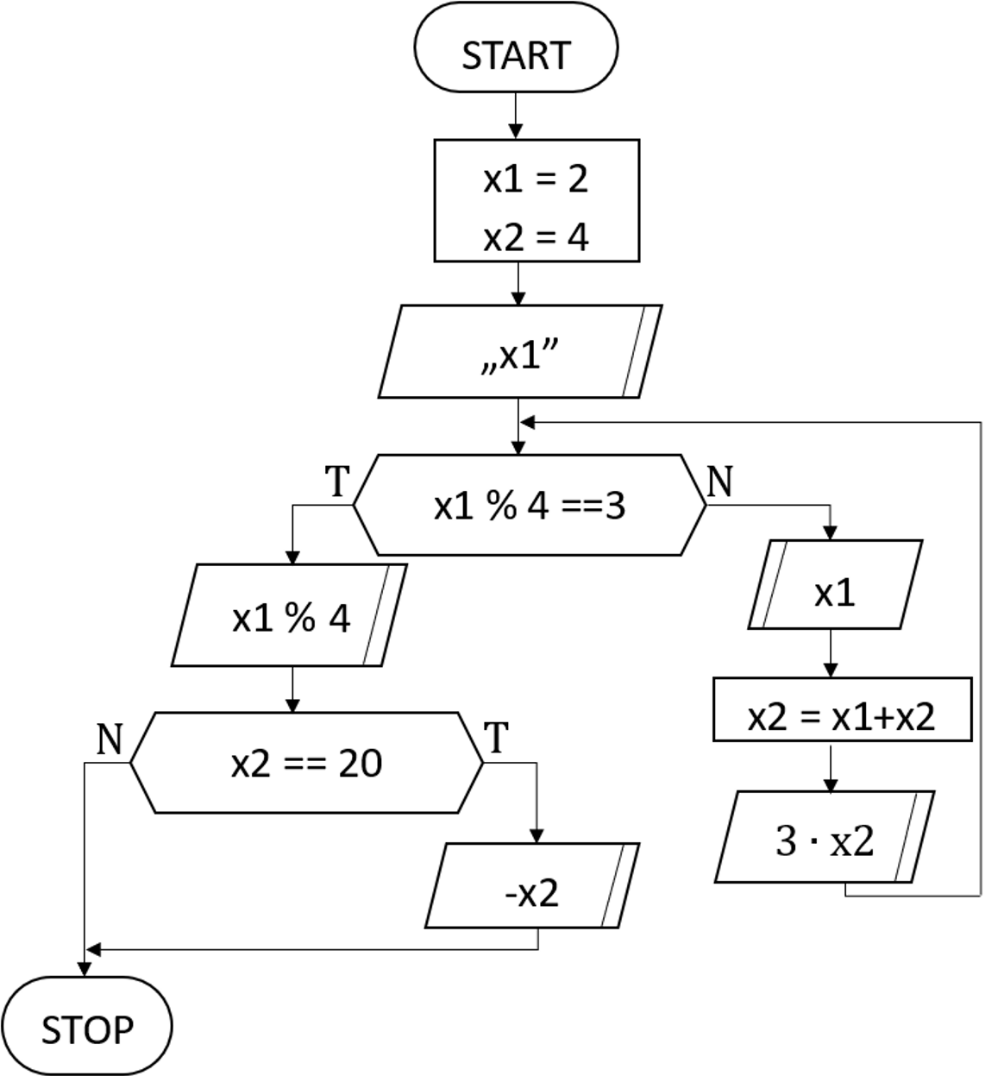 START
x1 = 2
x2 = 4
„x1”
T
x1 % 4 ==3
N
x1 % 4
x1
x2 = x1+x2
N
x2 == 20
T
3 · x2
-x2
STOP